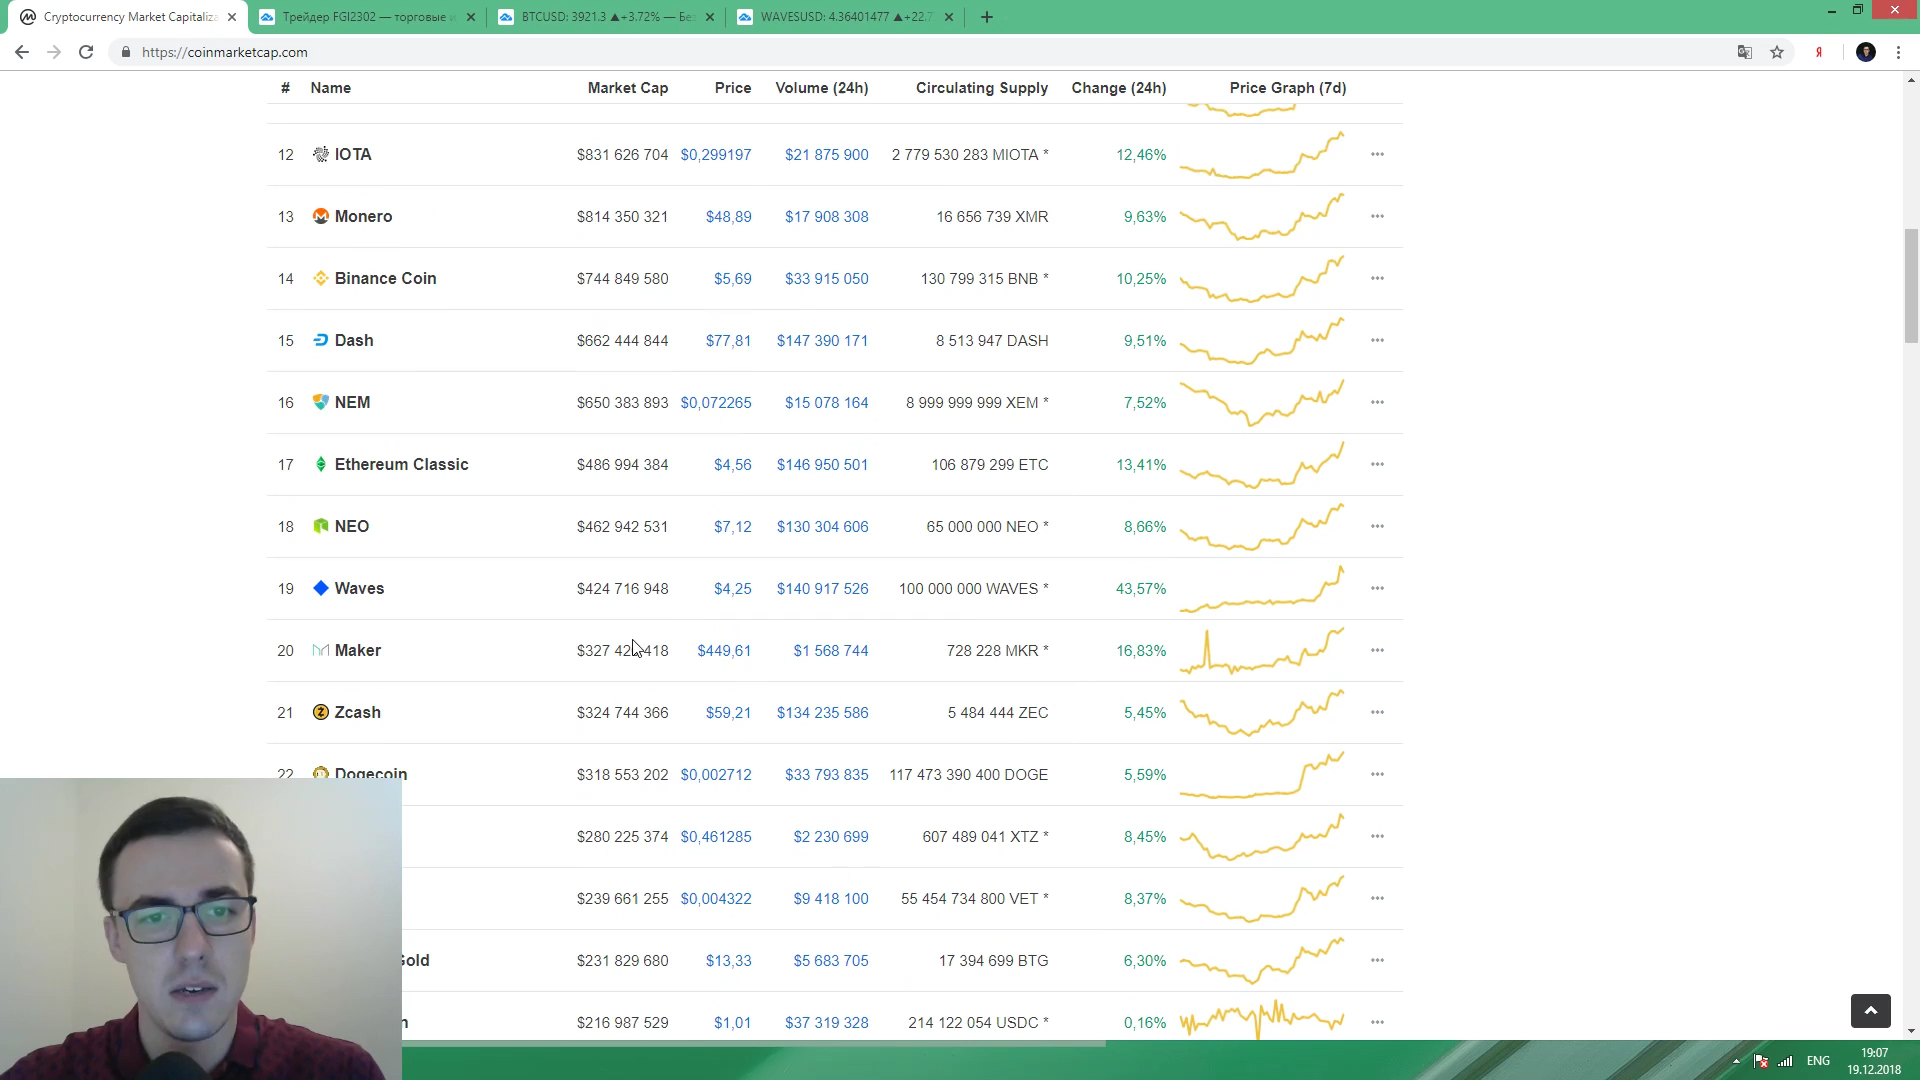 Cryptocurrency Market Capitaliza
Трейдер FGI2302 — торговые и
BTCUSD: 3921.3 ▲+3.72% — Бе
WAVESUSD: 4.36401477 ▲+22.7
https://coinmarketcap.com
# Name Market Cap Price Volume (24h) Circulating Supply Change (24h) Price Graph (7d)
12 IOTA $831 626 704 $0,299197 $21 875 900 2 779 530 283 MIOTA * 12,46%
13 Monero $814 350 321 $48,89 $17 908 308 16 656 739 XMR 9,63%
14 Binance Coin $744 849 580 $5,69 $33 915 050 130 799 315 BNB * 10,25%
15 Dash $662 444 844 $77,81 $147 390 171 8 513 947 DASH 9,51%
16 NEM $650 383 893 $0,072265 $15 078 164 8 999 999 999 XEM * 7,52%
17 Ethereum Classic $486 994 384 $4,56 $146 950 501 106 879 299 ETC 13,41%
18 NEO $462 942 531 $7,12 $130 304 606 65 000 000 NEO * 8,66%
19 Waves $424 716 948 $4,25 $140 917 526 100 000 000 WAVES * 43,57%
20 Maker $449,61 $1 568 744 728 228 MKR * 16,83%
21 Zcash $324 744 366 $59,21 $134 235 586 5 484 444 ZEC 5,45%
22 Dogecoin $318 553 202 $0,002712 $33 793 835 117 473 390 400 DOGE 5,59%
$280 225 374 $0,461285 $2 230 699 607 489 041 XTZ * 8,45%
$239 661 255 $0,004322 $9 418 100 55 454 734 800 VET * 8,37%
Gold $231 829 680 $13,33 $5 683 705 17 394 699 BTG 6,30%
n $216 987 529 $1,01 $37 319 328 214 122 054 USDC * 0,16%
ENG
19:07
19.12.2018